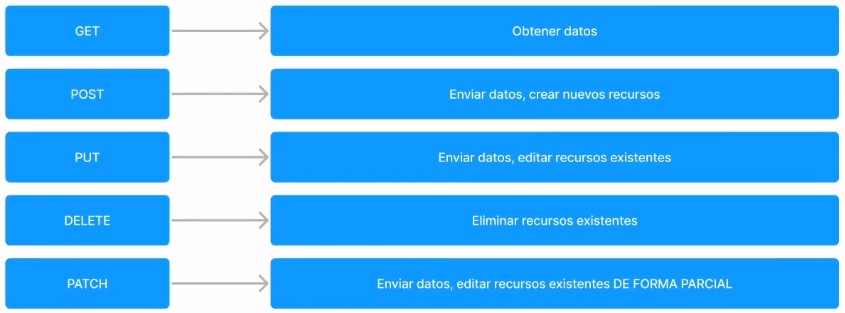 GET
Obtener datos
POST
Enviar datos, crear nuevos recursos
PUT
Enviar datos, editar recursos existentes
DELETE
Eliminar recursos existentes
PATCH
Enviar datos, editar recursos existentes DE FORMA PARCIAL